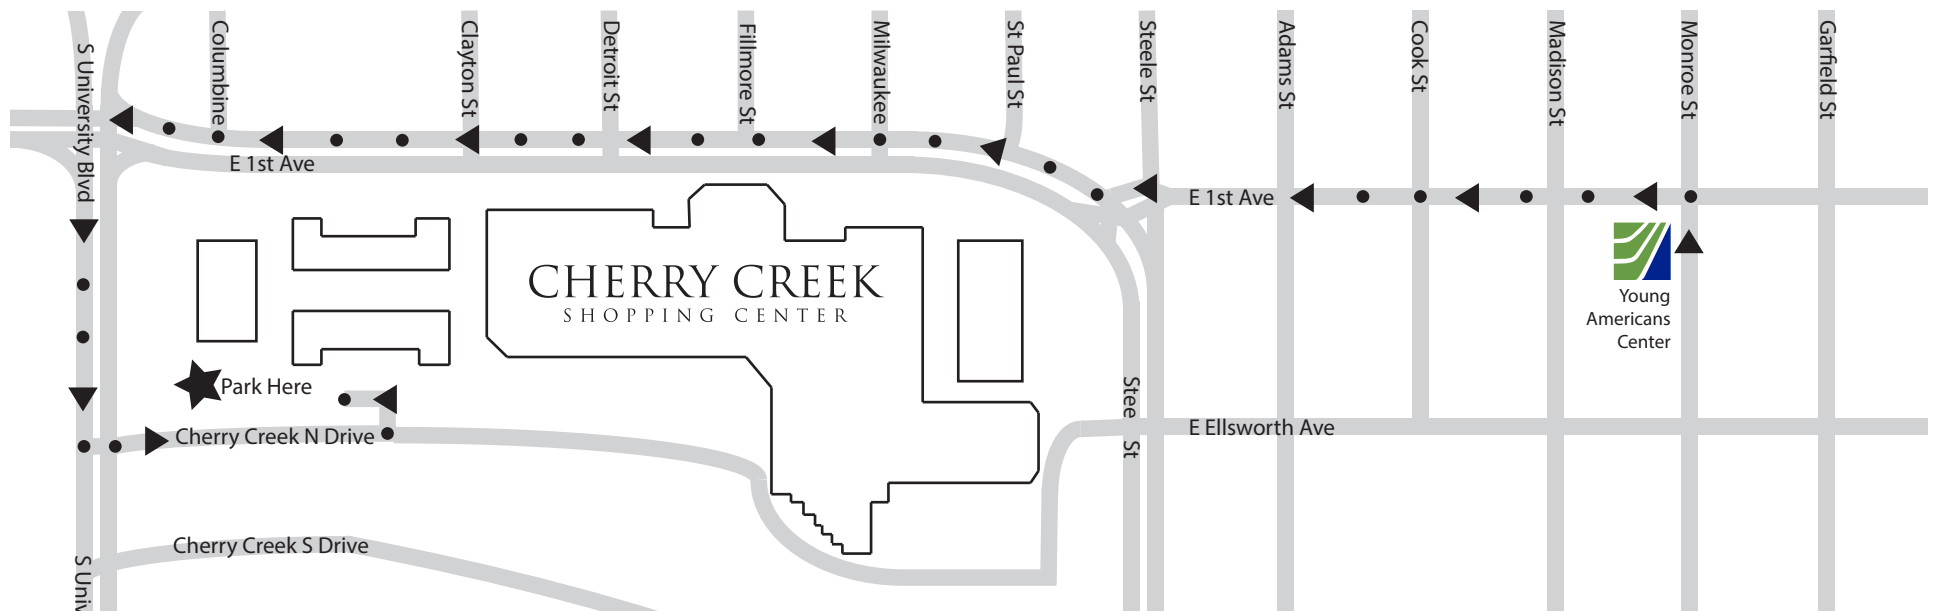 S University Blvd
Columbine
Clayton St
Detroit St
Fillmore St
Milwaukee
St Paul St
Steele St
Adams St
Cook St
Madison St
Monroe St
Garfield St
E 1st Ave
E 1st Ave
CHERRY CREEK
SHOPPING CENTER
Young
Americans
Center
Park Here
Cherry Creek N Drive
Stee St
E Ellsworth Ave
Cherry Creek S Drive
S Univ